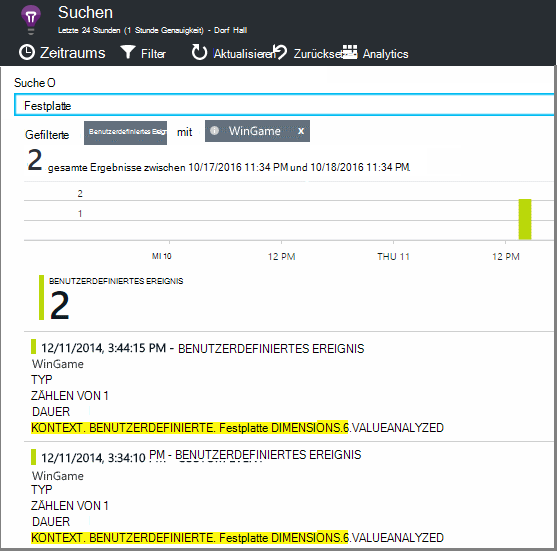 Suchen
Letzte 24 Stunden (1 Stunde Genauigkeit) - Dorf Hall
Zeitraums Filter Aktualisieren Zurückse Analytics
Suche O
Festplatte
Gefilterte Benutzerdefiniertes Ereign mit WinGame x
2 gesamte Ergebnisse zwischen 10/17/2016 11:34 PM und 10/18/2016 11:34 PM.
2
1
MI 10 12 PM THU 11 12 PM
BENUTZERDEFINIERTES EREIGNIS
2
12/11/2014, 3:44:15 PM - BENUTZERDEFINIERTES EREIGNIS
WinGame
TYP
ZÄHLEN VON 1
DAUER
KONTEXT. BENUTZERDEFINIERTE. Festplatte DIMENSIONS.6.VALUEANALYZED
12/11/2014, 3:34:10 PM - BENUTZERDEFINIERTES EREIGNIS
WinGame
TYP
ZÄHLEN VON 1
DAUER
KONTEXT. BENUTZERDEFINIERTE. Festplatte DIMENSIONS.6.VALUEANALYZED